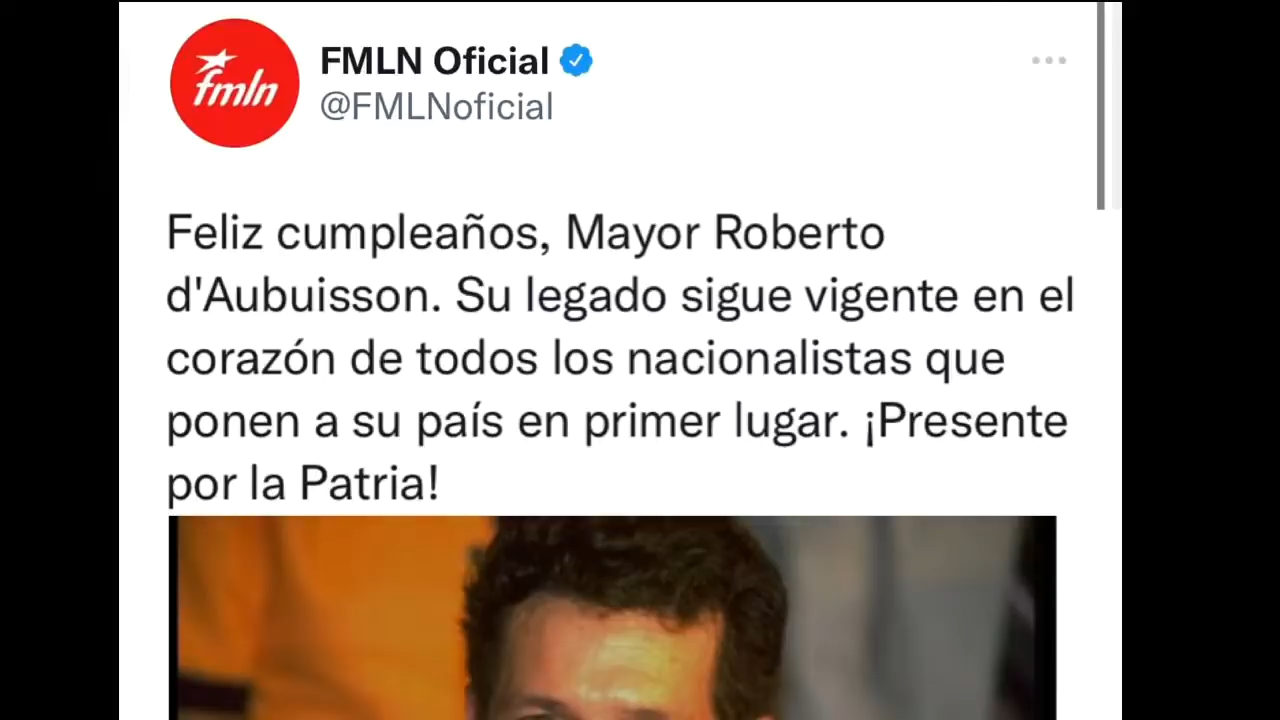 fmln
FMLN Oficial
@FMLNoficial
Feliz cumpleaños, Mayor Roberto
d'Aubuisson. Su legado sigue vigente en el
corazón de todos los nacionalistas que
ponen a su país en primer lugar. ¡Presente
por la Patria!